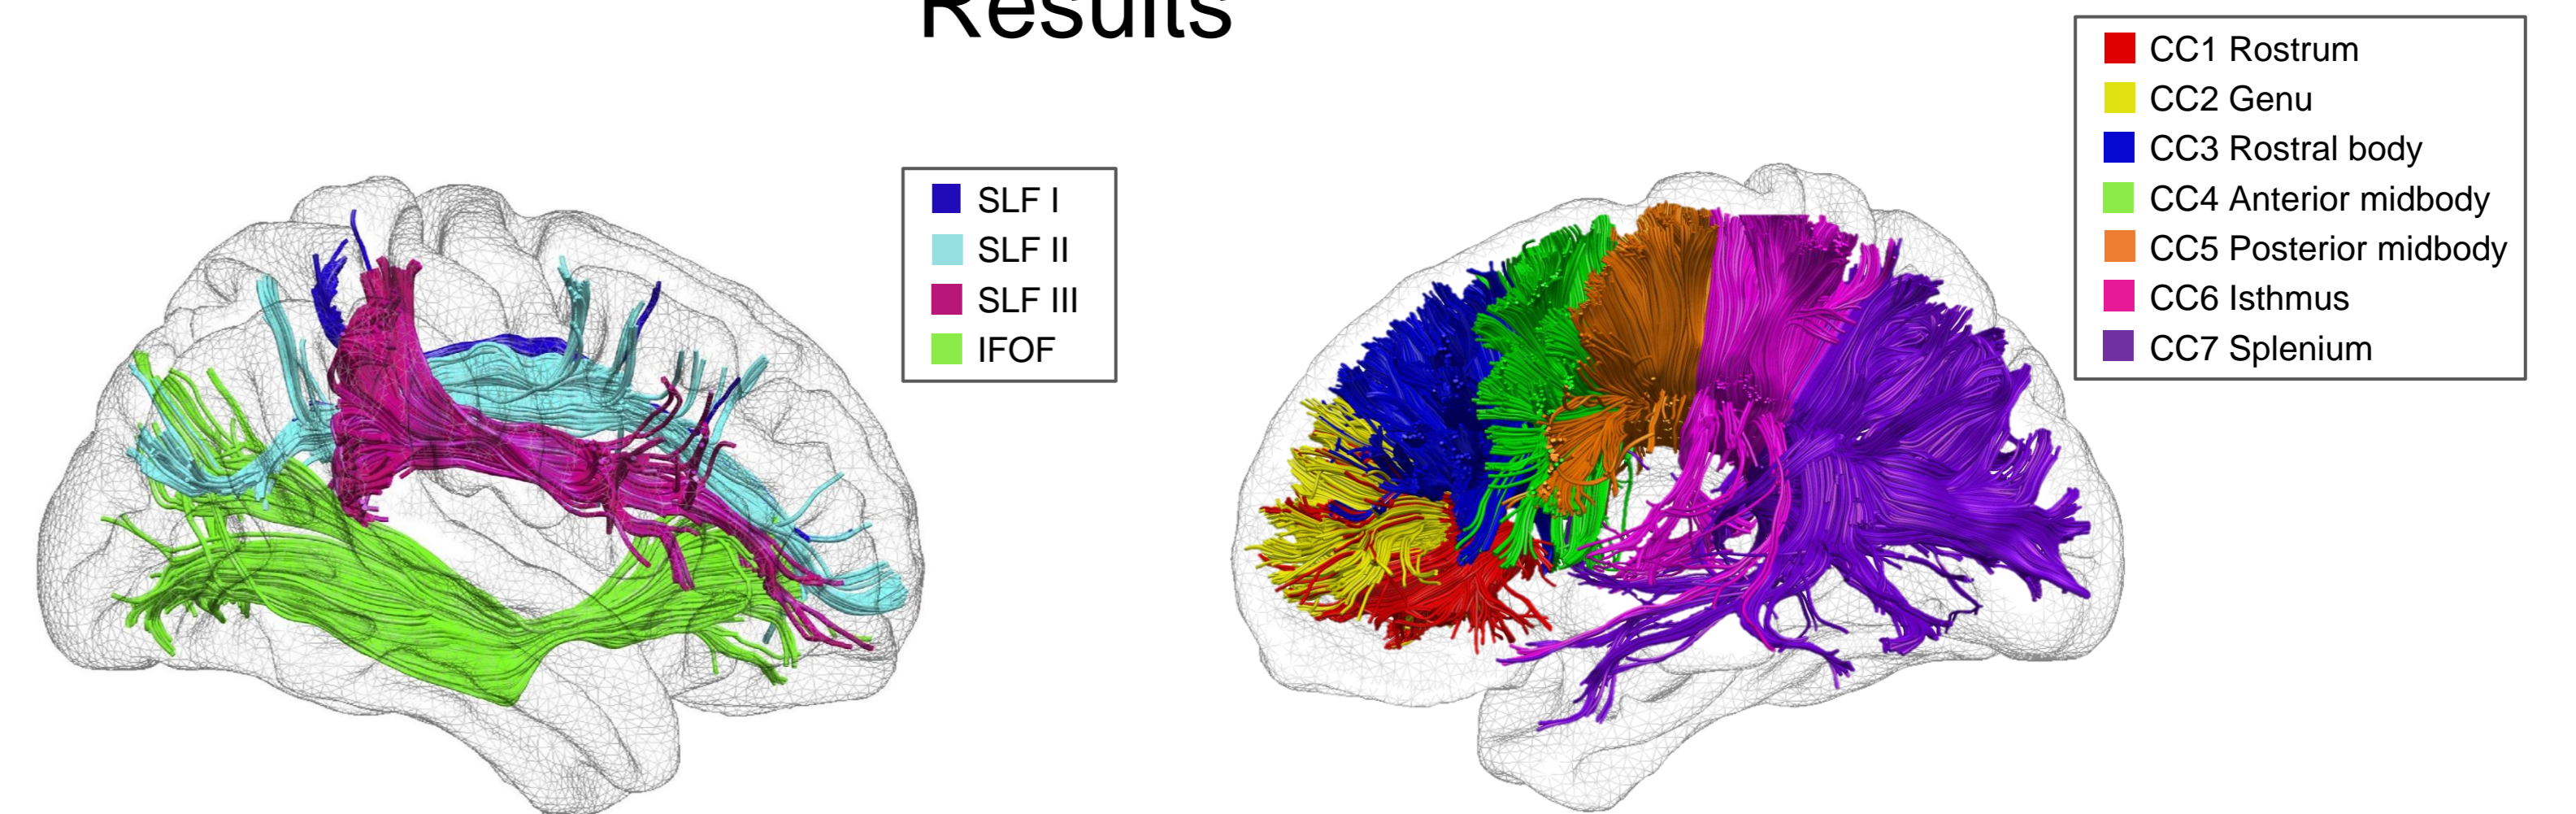 Results
SLF I
SLF II
SLF III
IFOF
CC1 Rostrum
CC2 Genu
CC3 Rostral body
CC4 Anterior midbody
CC5 Posterior midbody
CC6 Isthmus
CC7 Splenium